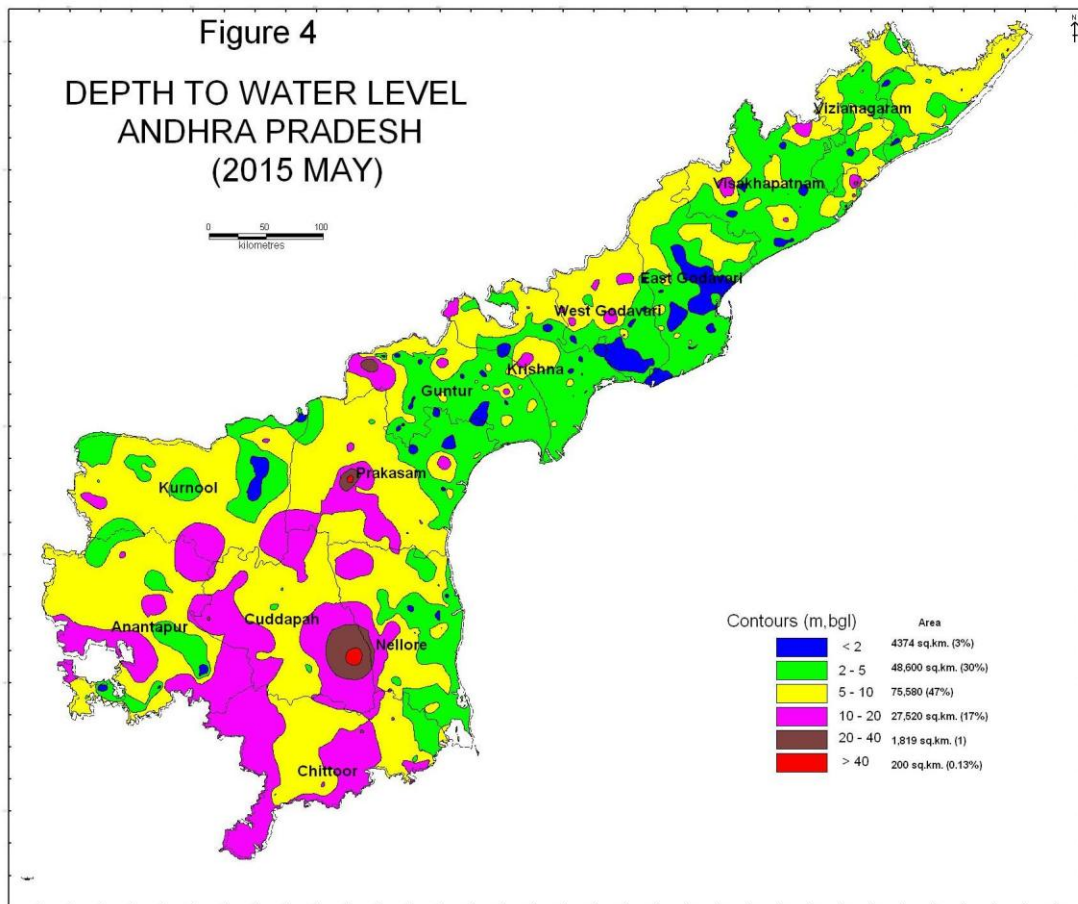 Figure 4
DEPTH TO WATER LEVEL
ANDHRA PRADESH
(2015 MAY)
0 50 100
kilometres
N
Vizianagaram
Visakhapatnam
East Godavari
West Godavari
Krishna
Guntur
Prakasam
Kurnool
Cuddapah
Anantapur
Nellore
Chittoor
Contours (m,bgl) Area
< 2 4374 sq.km. (3%)
2 - 5 48,600 sq.km. (30%)
5 - 10 75,580 (47%)
10 - 20 27,520 sq.km. (17%)
20 - 40 1,819 sq.km. (1)
> 40 200 sq.km. (0.13%)